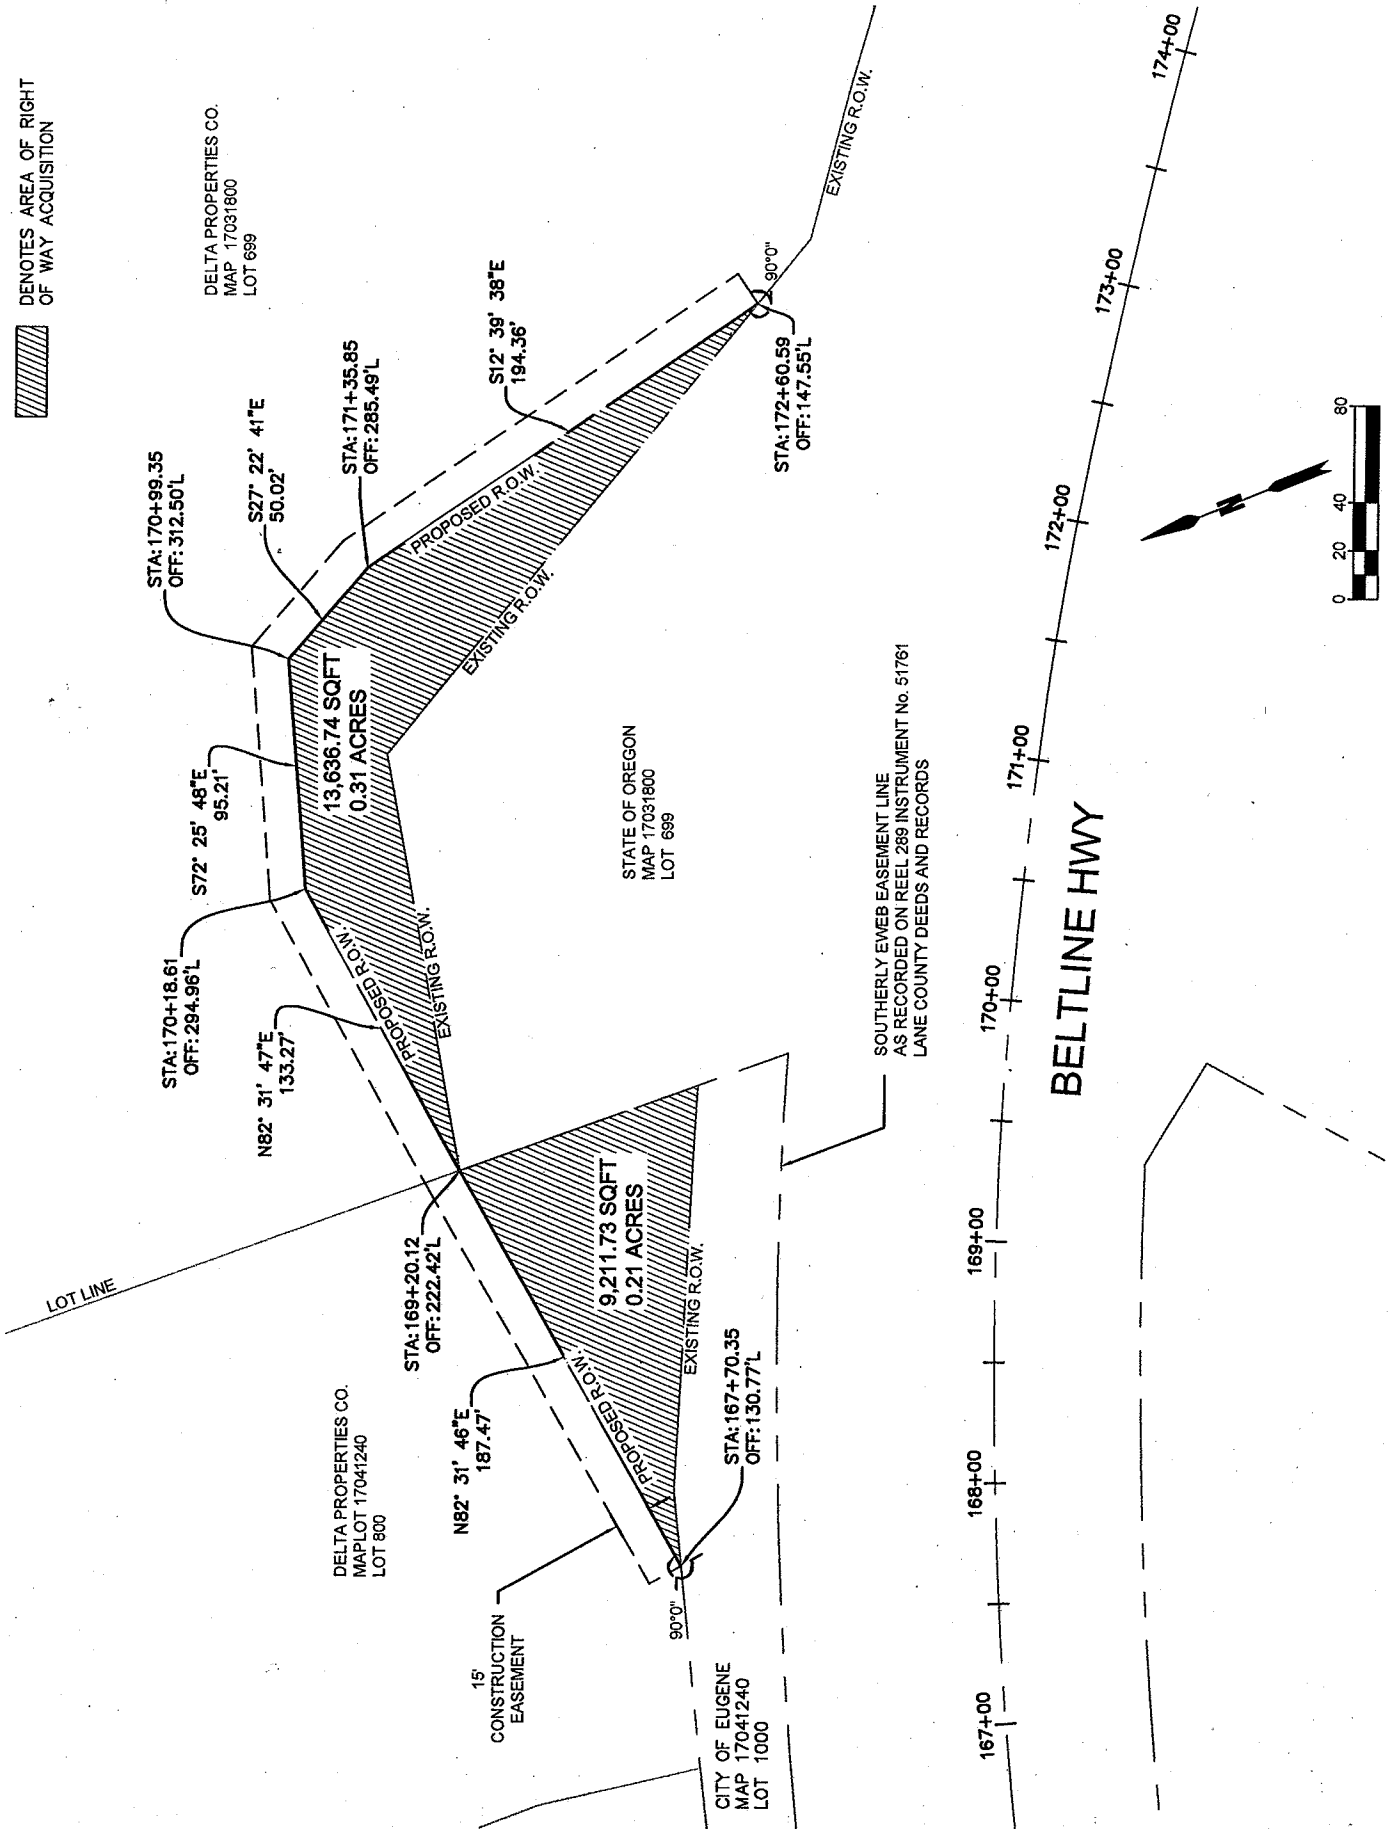 DENOTES AREA OF RIGHT
OF WAY ACQUISITION
DELTA PROPERTIES CO.
MAP 17031800
LOT 699
STA:170+99.35
OFF:312.50'L
S27° 22' 41"E
50.02'
STA:171+35.85
OFF:285.49'L
S12° 39' 38"E
194.36'
STA:170+18.61
OFF:294.96'L
S72° 25' 48"E
95.21'
N82° 31' 47"E
133.27'
PROPOSED R.O.W.
PROPOSED R.O.W.
13,636.74 SQFT
0.31 ACRES
EXISTING R.O.W.
EXISTING R.O.W.
STA:172+60.59
OFF:147.55'L
90°0"
EXISTING R.O.W.
LOT LINE
STA:169+20.12
OFF:222.42'L
DELTA PROPERTIES CO.
MAPLOT 17041240
LOT 800
N82° 31' 46"E
187.47'
PROPOSED R.O.W.
9,211.73 SQFT
0.21 ACRES
EXISTING R.O.W.
STATE OF OREGON
MAP 17031800
LOT 699
15'
CONSTRUCTION
EASEMENT
90°0"
STA:167+70.35
OFF:130.77'L
CITY OF EUGENE
MAP 17041240
LOT 1000
SOUTHERLY EWEB EASEMENT LINE
AS RECORDED ON REEL 289 INSTRUMENT No. 51761
LANE COUNTY DEEDS AND RECORDS
167+00
168+00
169+00
170+00
171+00
172+00
173+00
174+00
BELTLINE HWY
N
0 20 40 80